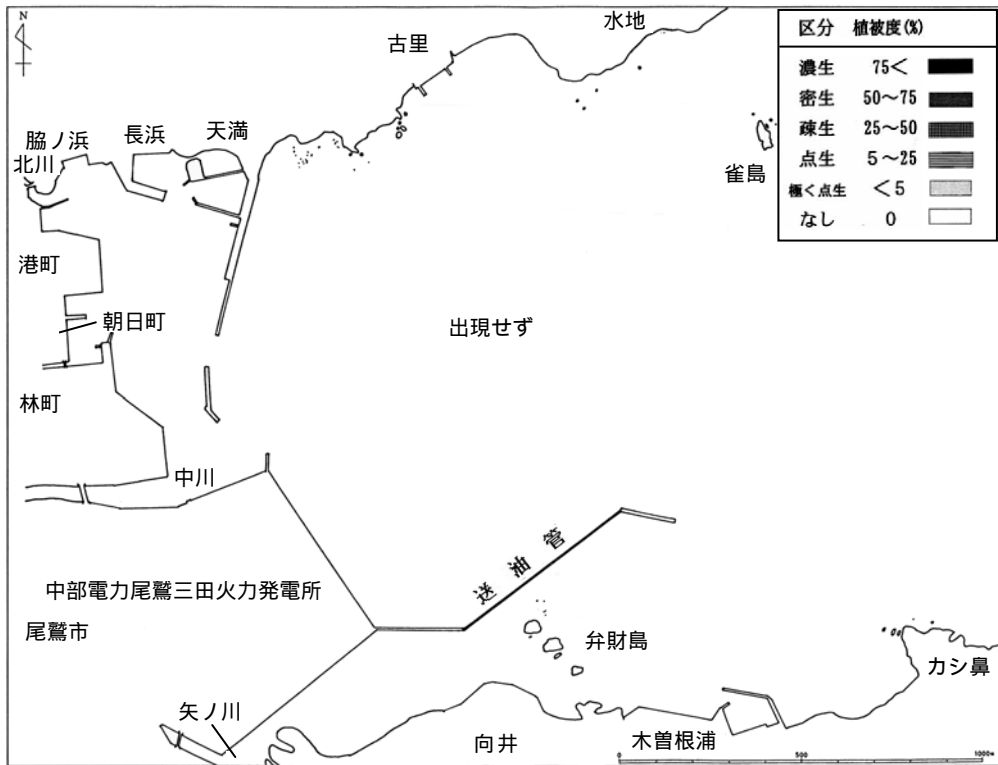 N
水地
古里
区分 植被度(%)
濃生 75<
密生 50～75
疎生 25～50
点生 5～25
極く点生 <5
なし 0
脇ノ浜
長浜
天満
北川
雀島
港町
朝日町
出現せず
林町
中川
送油管
中部電力尾鷲三田火力発電所
尾鷲市
弁財島
カシ鼻
矢ノ川
向井
木曽根浦
0 500 1000m